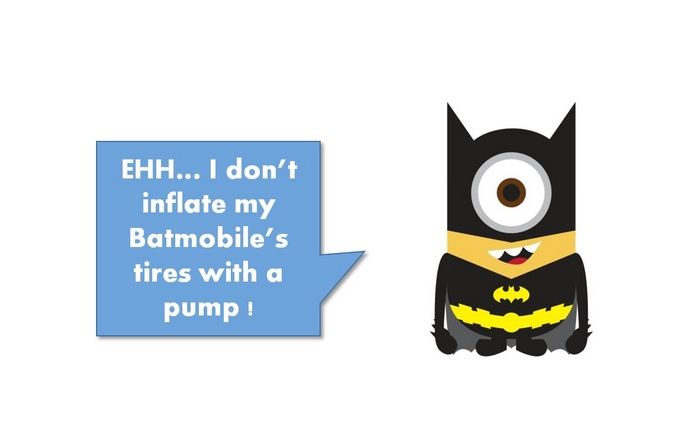 EHH... I don't
inflate my
Batmobile's
tires with a
pump !